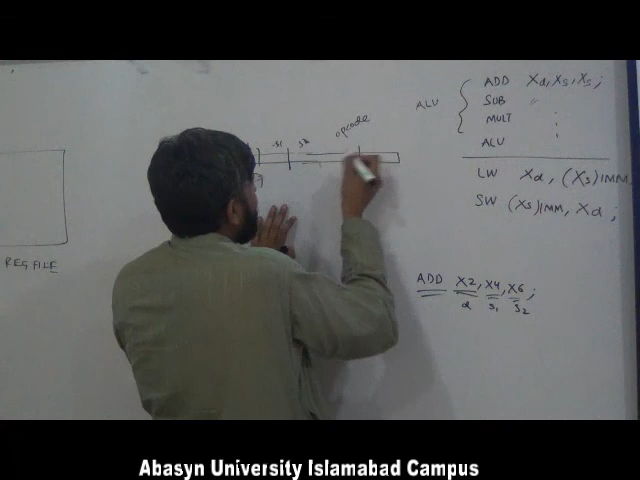 ALU
ADD Xd, Xs, Xs;
SUB "
MULT
ALU
LW Xd, (Xs)IMM
SW (Xs)IMM, Xd;
s1 s2 opcode
REG FILE
ADD X2, X4, X6;
d s1 s2
Abasyn University Islamabad Campus